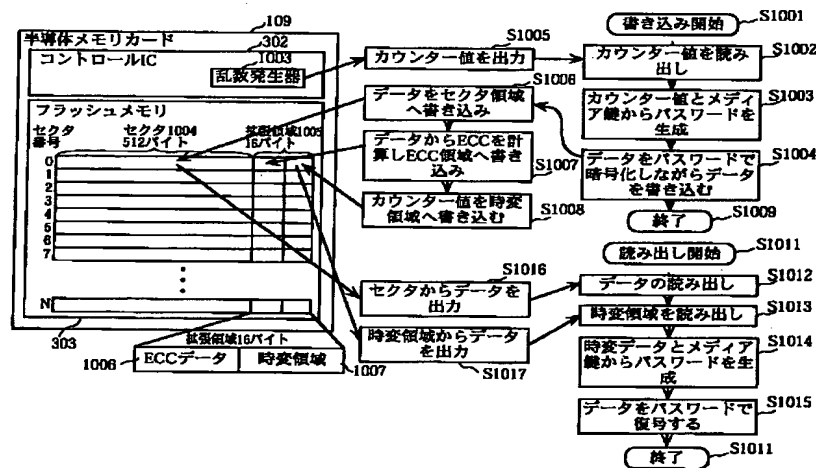 109
半導体メモリカード
302
コントロールIC
1003
乱数発生器
フラッシュメモリ
セクタ
番号
セクタ1004
512バイト
拡張領域1005
16バイト
0
1
2
3
4
5
6
7
N
303
拡張領域16バイト
1006
ECCデータ
時変領域
1007
S1005
カウンター値を出力
S1006
データをセクタ領域
へ書き込み
データからECCを計
算しECC領域へ書き
込み
S1007
カウンター値を時変
領域へ書き込む
S1008
S1016
セクタからデータを
出力
時変領域からデータ
を出力
S1017
書き込み開始
S1001
カウンター値を読み
出し
S1002
カウンター値とメディ
ア鍵からパスワードを
生成
S1003
データをパスワードで
暗号化しながらデータ
を書き込む
S1004
終了
S1009
読み出し開始
S1011
データの読み出し
S1012
時変領域を読み出し
S1013
時変データとメディア
鍵からパスワードを生
成
S1014
データをパスワードで
復号する
S1015
終了
S1011